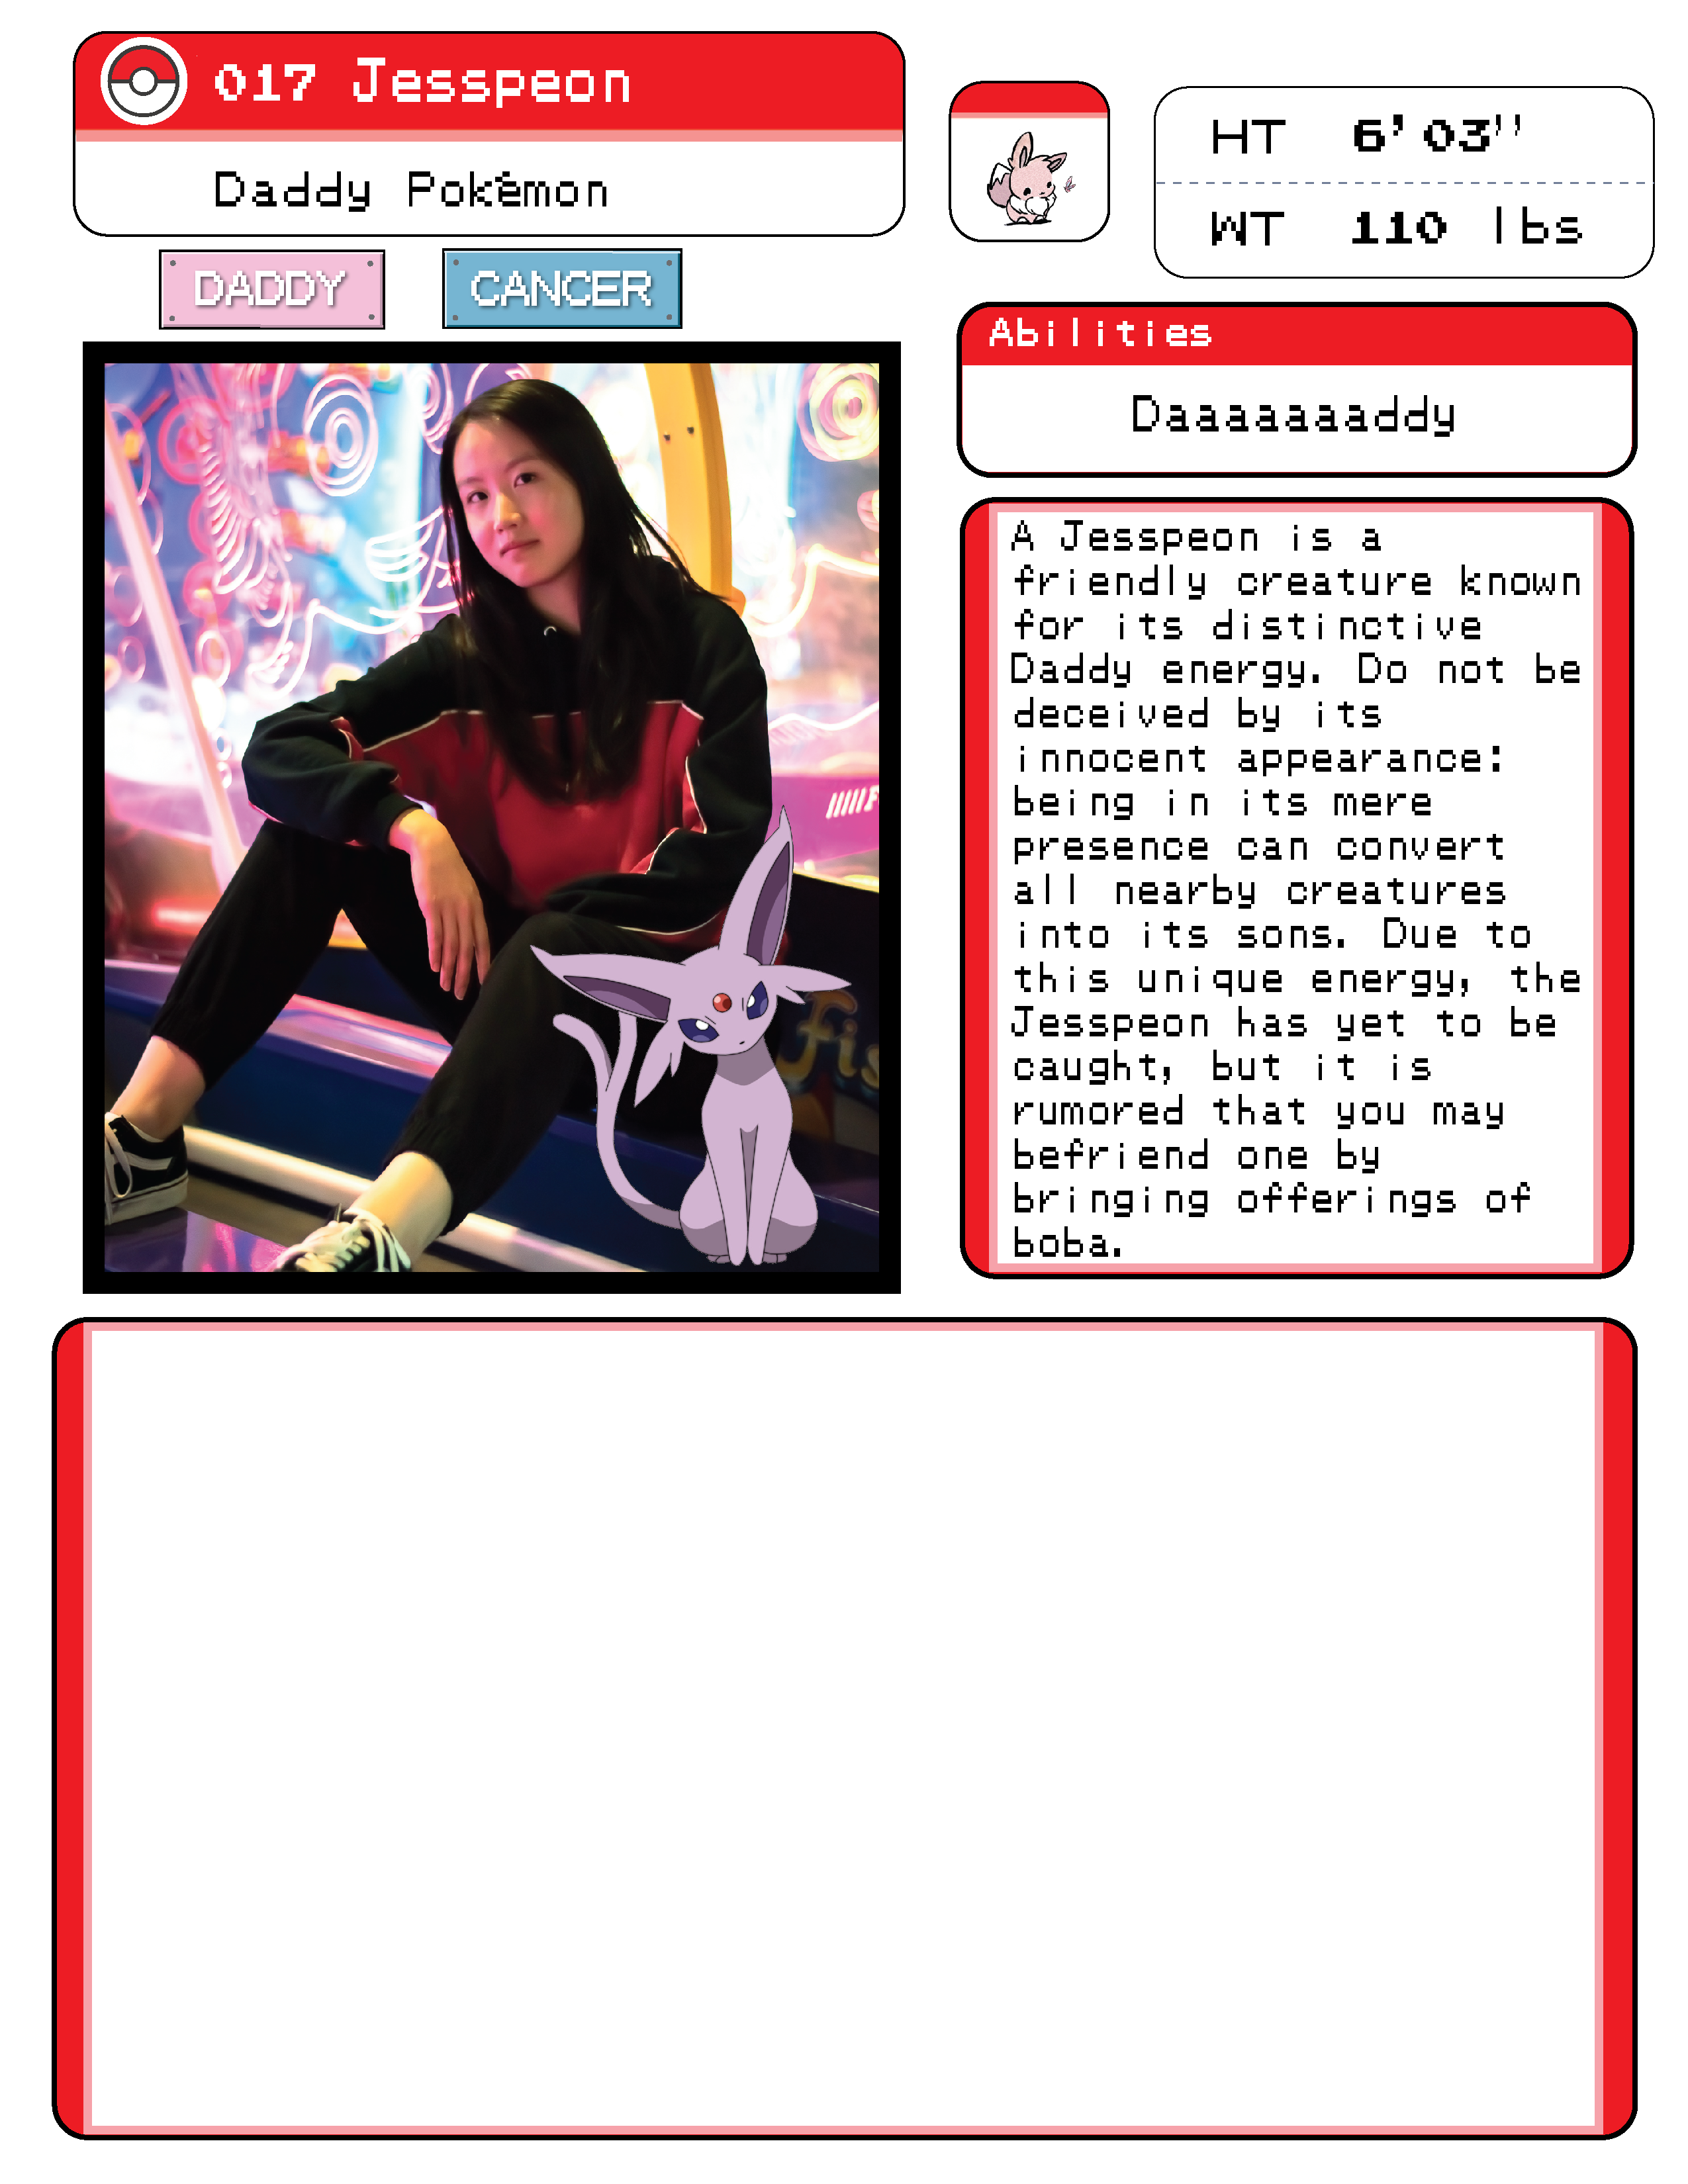 017 Jesspeon
Daddy Pokémon
HT 6'03''
WT 110 lbs
DADDY
CANCER
Abilities
Daaaaaaaddy
A Jesspeon is a
friendly creature known
for its distinctive
Daddy energy. Do not be
deceived by its
innocent appearance:
being in its mere
presence can convert
all nearby creatures
into its sons. Due to
this unique energy, the
Jesspeon has yet to be
caught, but it is
rumored that you may
befriend one by
bringing offerings of
boba.